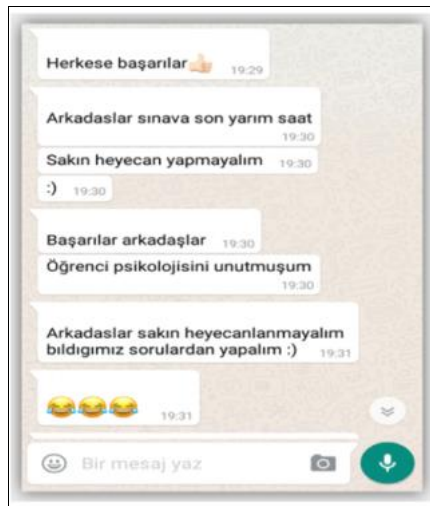 Herkese başarılar👍🏻 19:29
Arkadaslar sınava son yarım saat
19:30
Sakın heyecan yapmayalım 19:30
:) 19:30
Başarılar arkadaşlar 19:30
Öğrenci psikolojisini unutmuşum
19:30
Arkadaslar sakın heyecanlanmayalım
bıldıgımız sorulardan yapalım :) 19:31
😂😂😂 19:31
Bir mesaj yaz